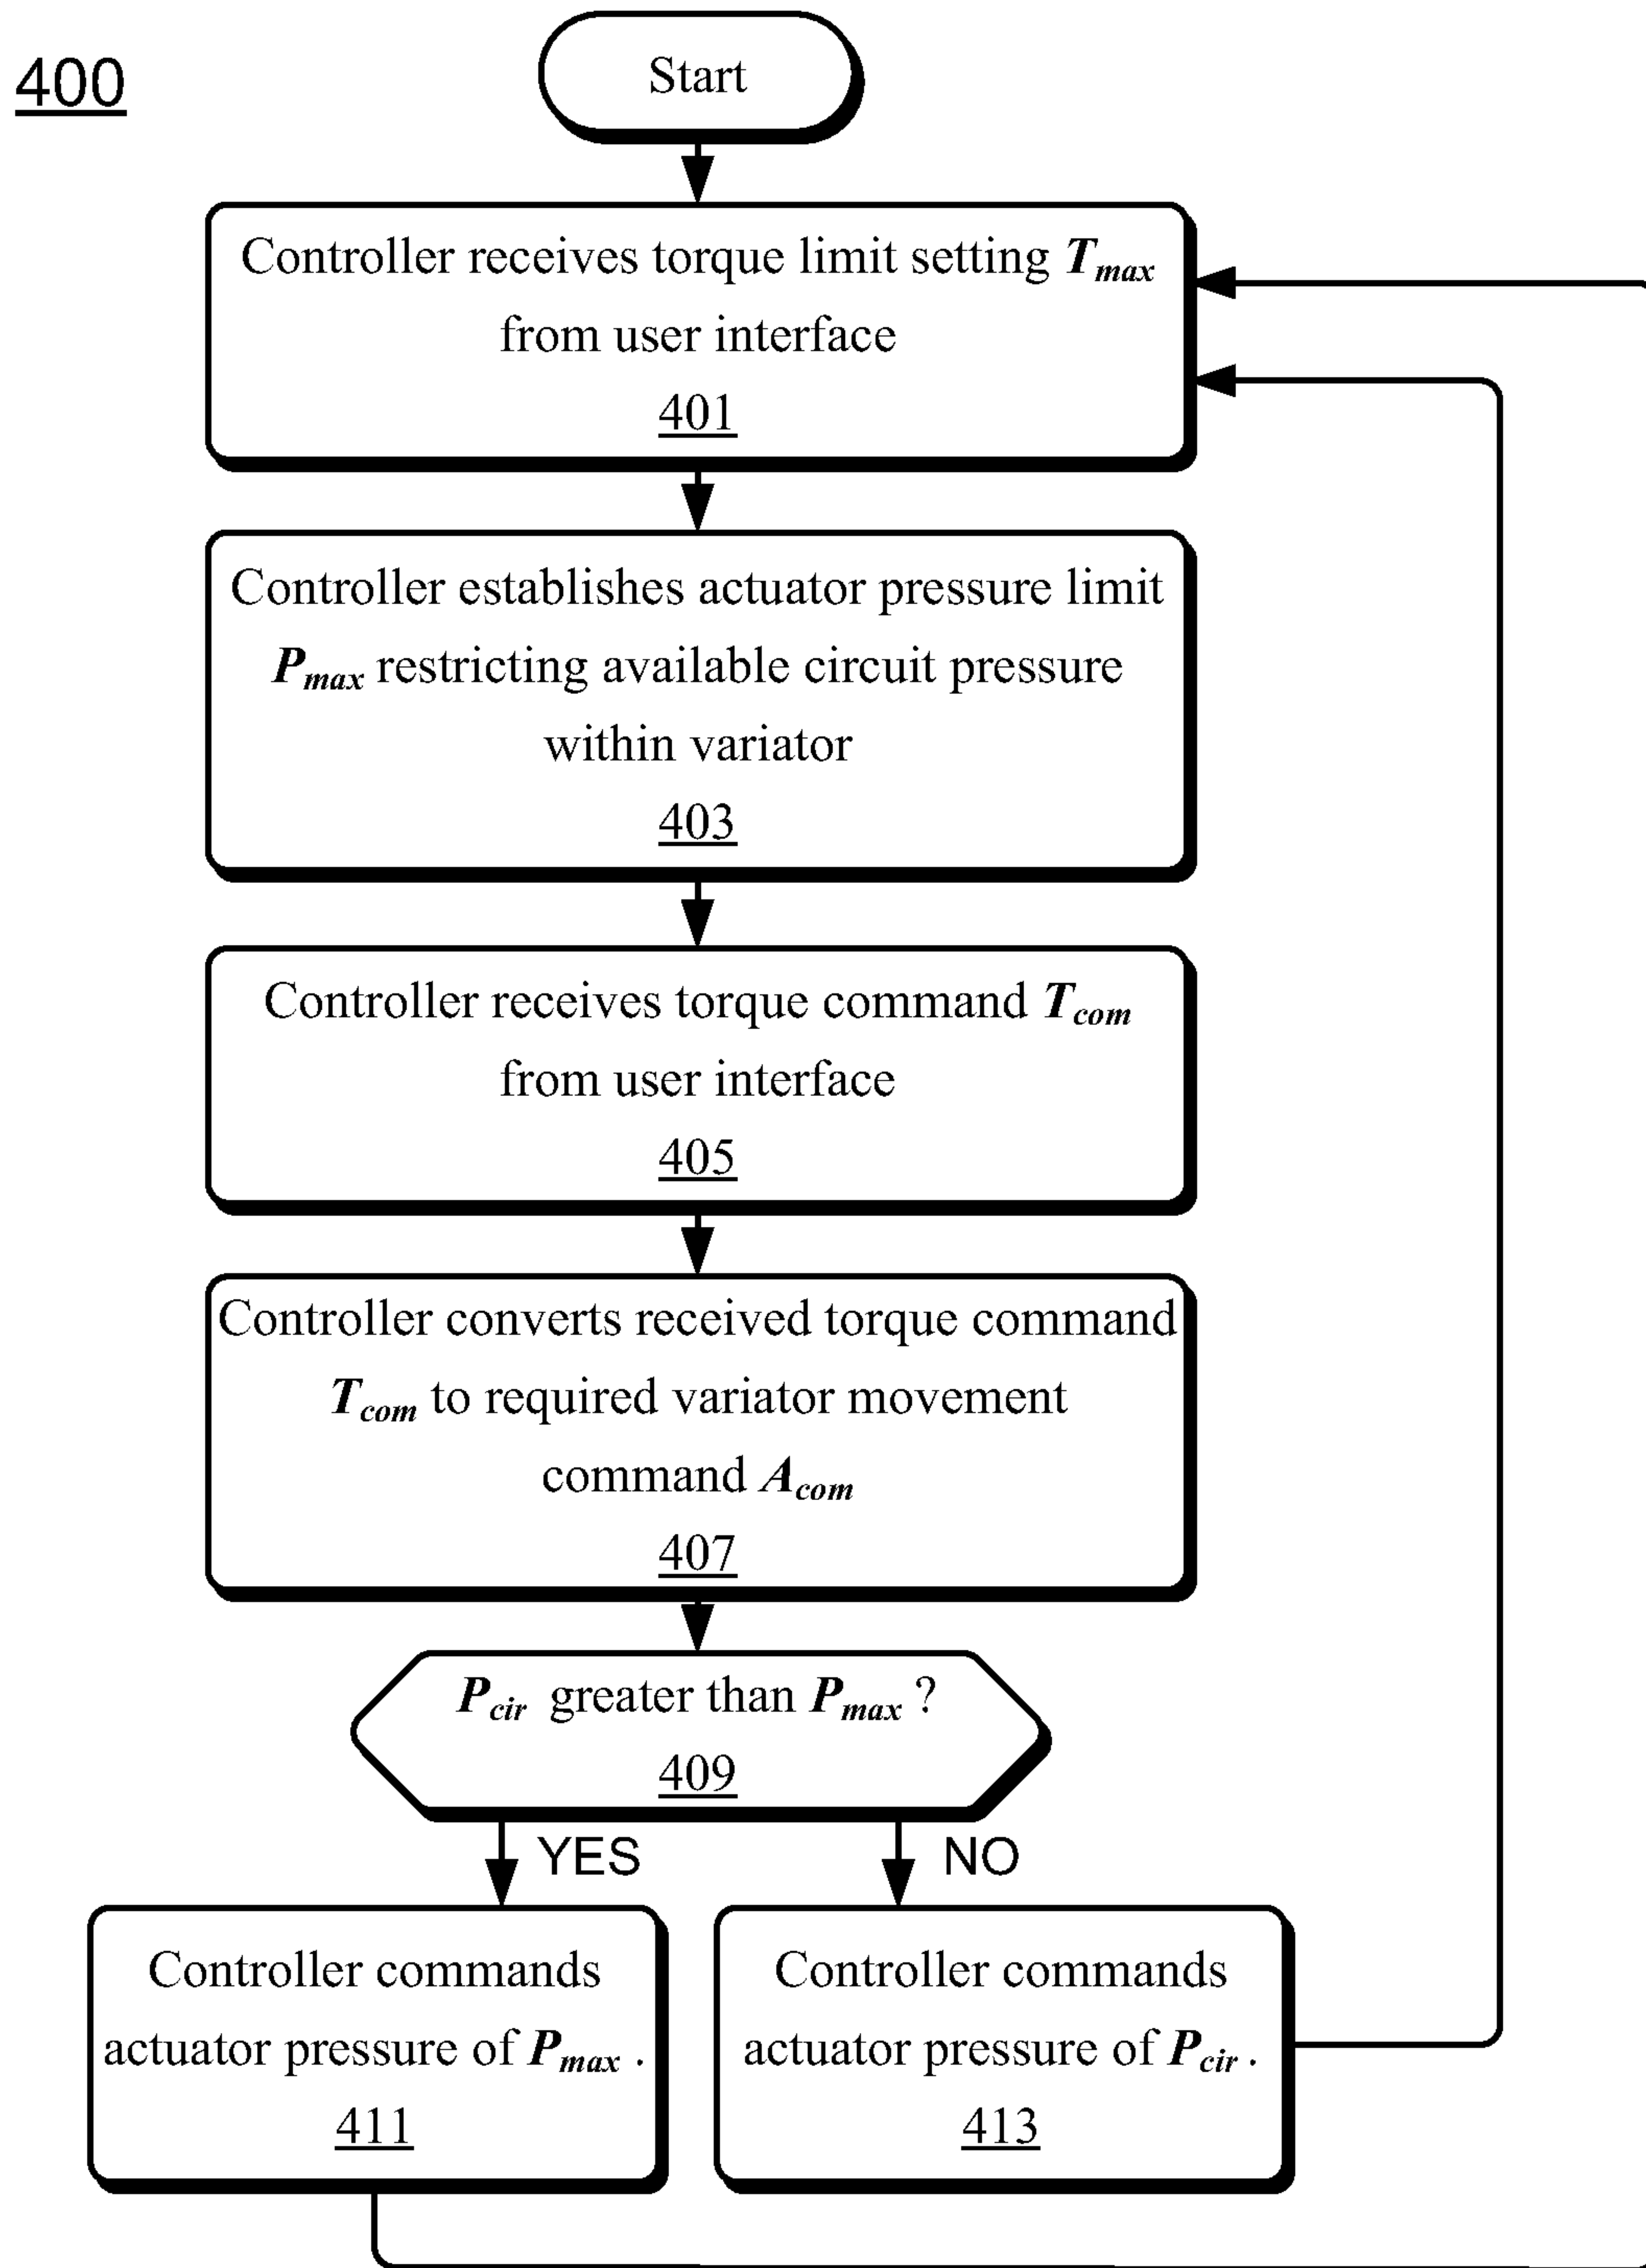 400
Start
Controller receives torque limit setting Tmax
from user interface
401
Controller establishes actuator pressure limit
Pmax restricting available circuit pressure
within variator
403
Controller receives torque command Tcom
from user interface
405
Controller converts received torque command
Tcom to required variator movement
command Acom
407
Pcir greater than Pmax ?
409
YES
NO
Controller commands
actuator pressure of Pmax .
411
Controller commands
actuator pressure of Pcir .
413